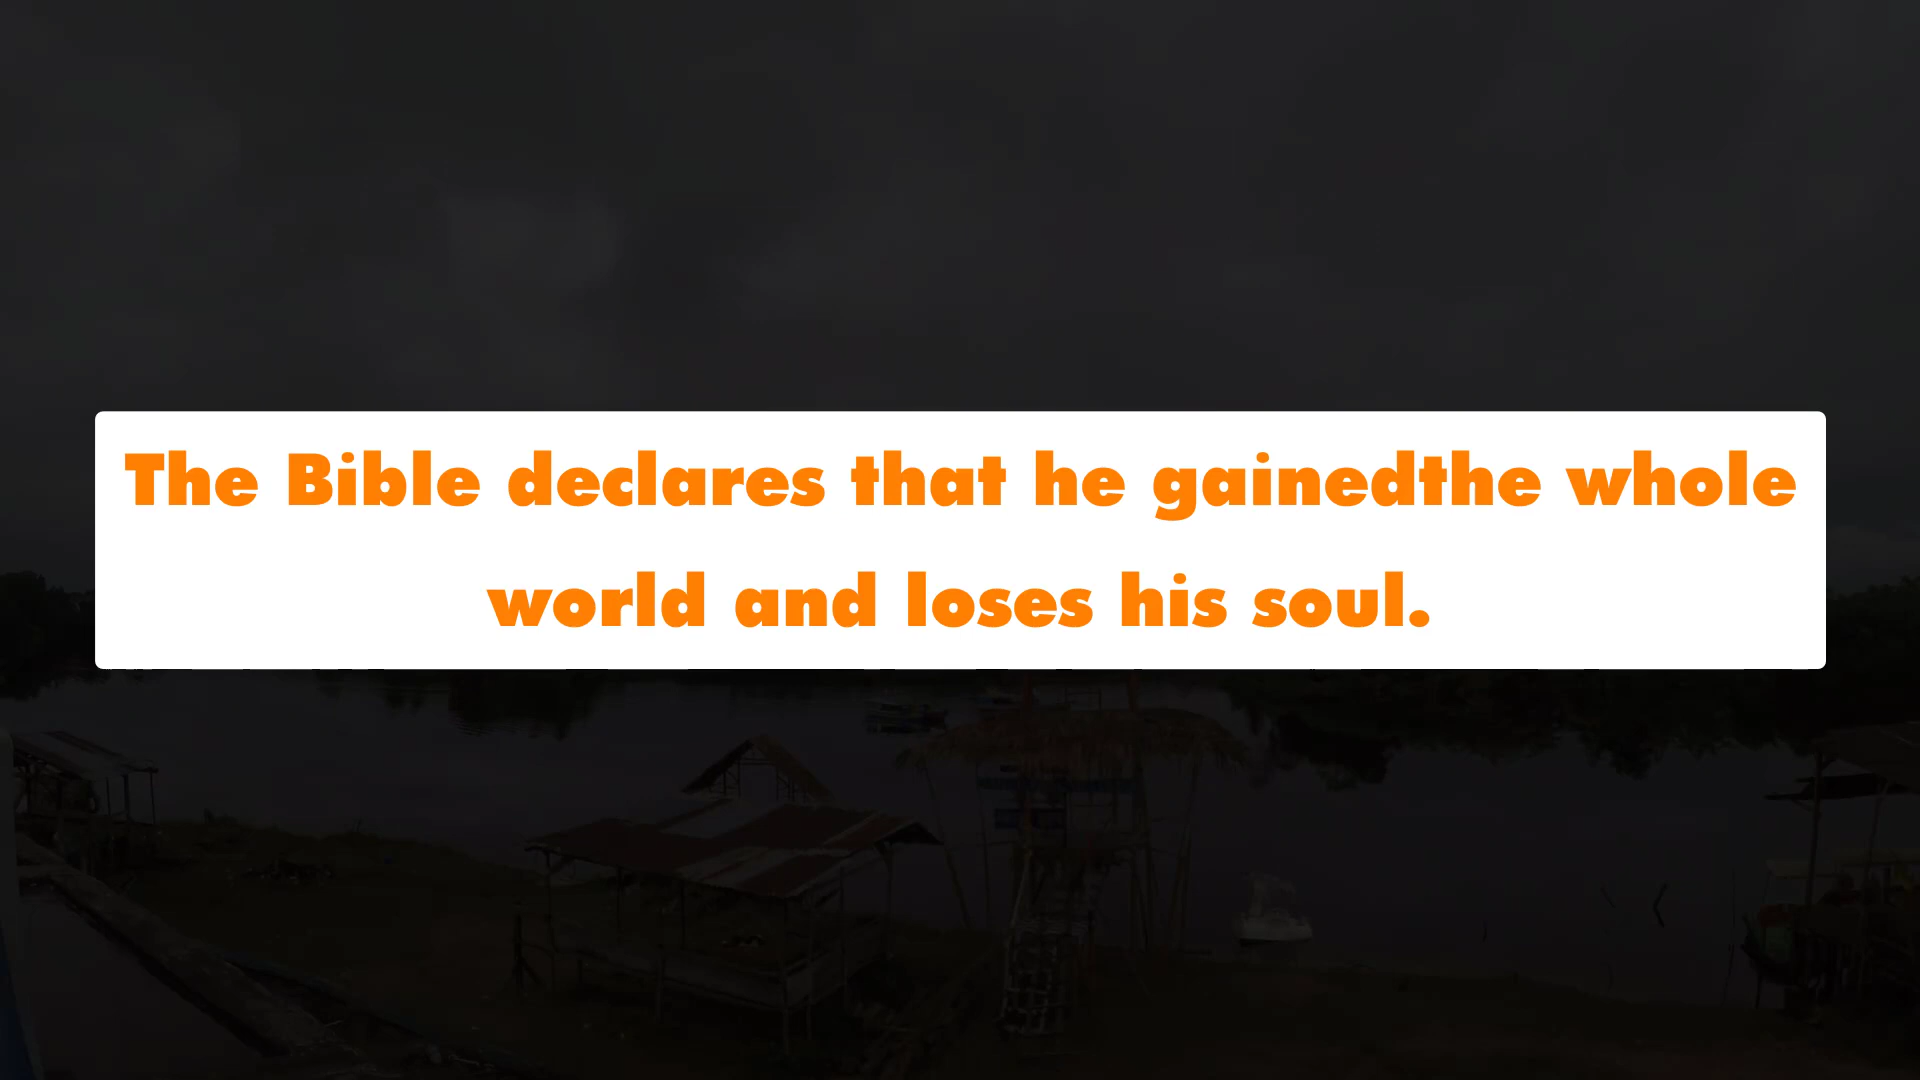 The Bible declares that he gainedthe whole
world and loses his soul.